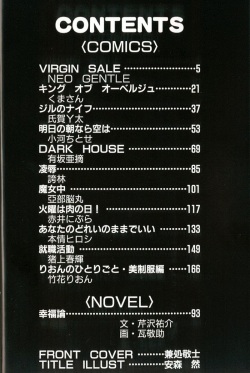 CONTENTS
〈COMICS〉
VIRGIN SALE ……………… 5
NEO GENTLE
キング オブ オーベルジュ ………… 21
くまさん
ジルのナイフ ……………… 37
氏賀Y太
明日の朝なら空は ……………… 53
小河ちとせ
DARK HOUSE ……………… 69
有坂亜摘
凌辱 ……………… 85
誇林
魔女中 ……………… 101
亞部屁丸
火曜は肉の日！ ……………… 117
赤井にぷら
あなたのどれいのままでいい …… 133
本情ヒロシ
就職活動 ……………… 149
猪上春輝
りおんのひとりごと・美制服編 …… 166
竹花りおん
〈NOVEL〉
幸福論 ……………… 93
文・芹沢祐介
画・瓦敬助
FRONT COVER ……… 兼処敬士
TITLE ILLUST ……… 安森 然